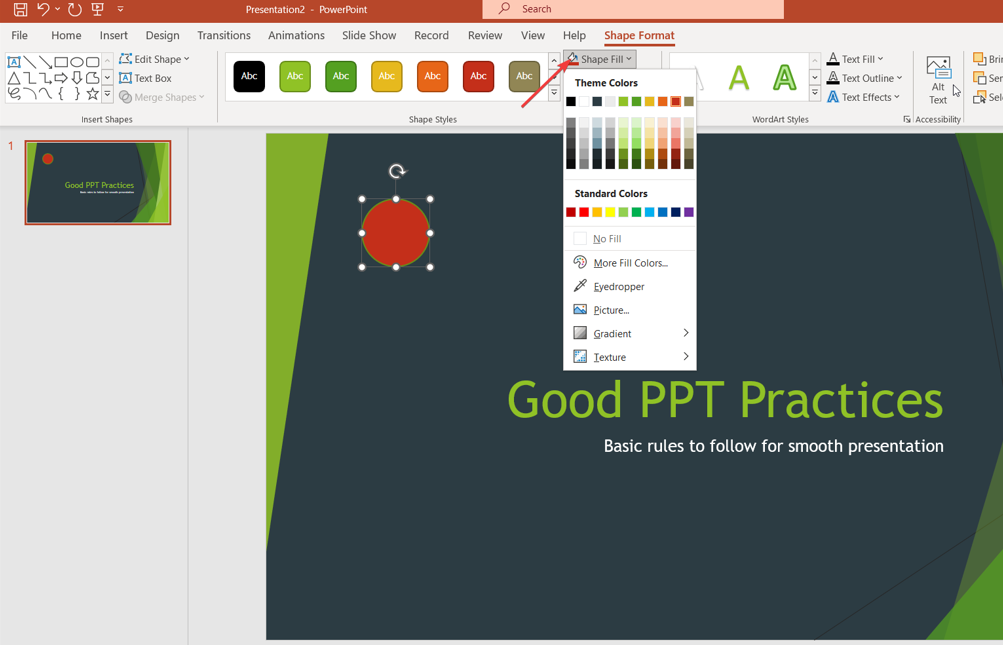 Presentation2 - PowerPoint
Search
File Home Insert Design Transitions Animations Slide Show Record Review View Help Shape Format
Edit Shape
Text Box
Merge Shapes
Insert Shapes
Abc Abc Abc Abc Abc Abc Abc
Shape Styles
Shape Fill
Theme Colors
Standard Colors
No Fill
More Fill Colors...
Eyedropper
Picture...
Gradient
Texture
A A
WordArt Styles
Text Fill
Text Outline
Text Effects
Alt
Text
Accessibility
1
Good PPT Practices
Basic rules to follow for smooth presentation
Good PPT Practices
Basic rules to follow for smooth presentation